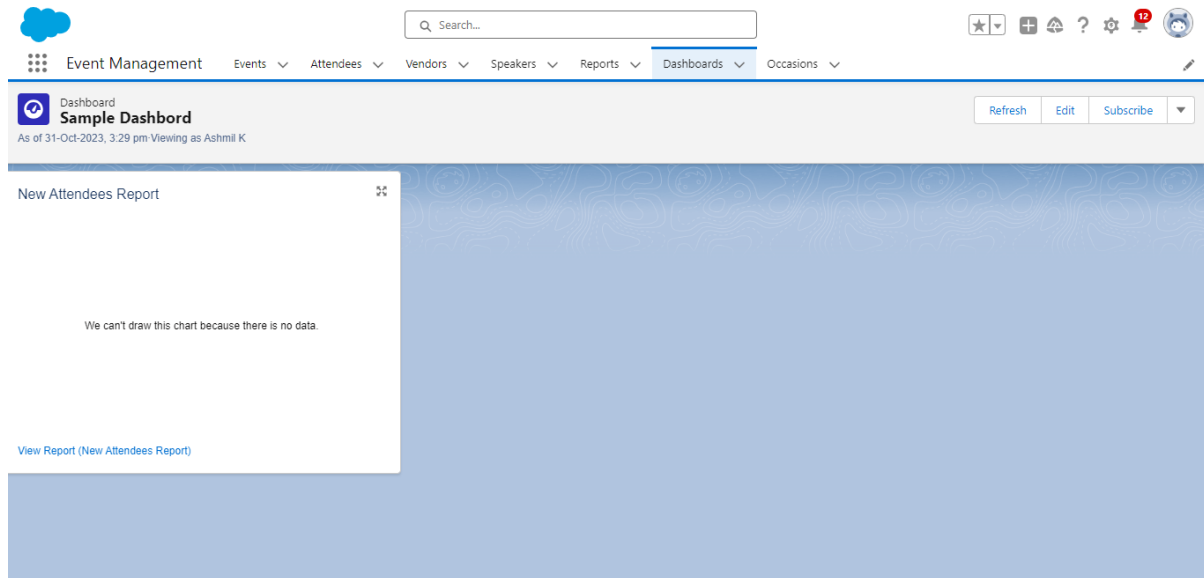 Search...
12
Event Management Events Attendees Vendors Speakers Reports Dashboards Occasions
Dashboard
Sample Dashbord
As of 31-Oct-2023, 3:29 pm·Viewing as Ashmil K
Refresh Edit Subscribe
New Attendees Report
We can't draw this chart because there is no data.
View Report (New Attendees Report)